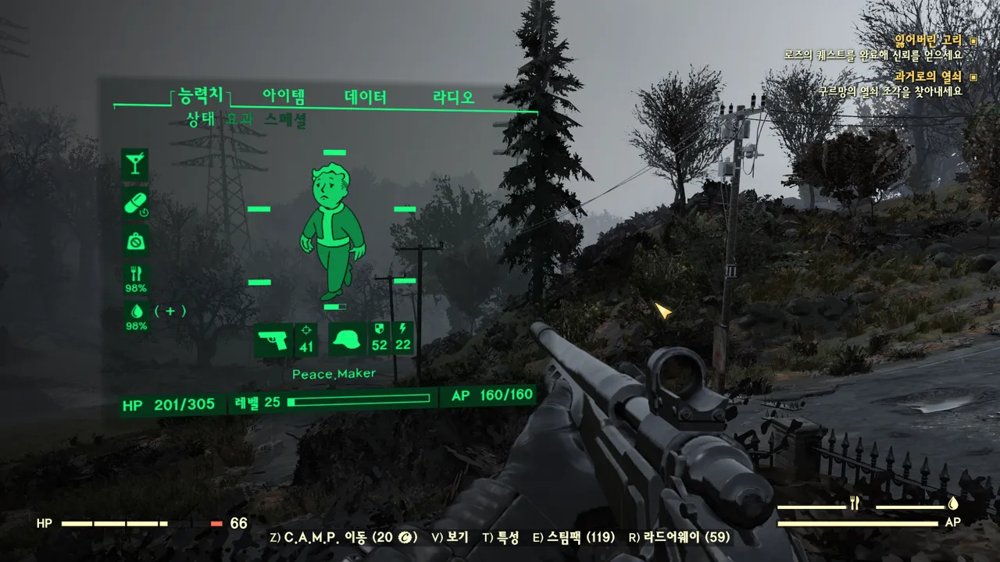 잃어버린 고리
로즈의 퀘스트를 완료해 신뢰를 얻으세요
과거로의 열쇠
구르망의 열쇠 조각을 찾아내세요
능력치 아이템 데이터 라디오
상태 효과 스페셜
98%
98% ( + )
41 52 22
Peace,Maker
HP 201/305 레벨 25 AP 160/160
HP 66
AP
Z) C.A.M.P. 이동 (20 ) V) 보기 T) 특성 E) 스팀팩 (119) R) 라드어웨이 (59)